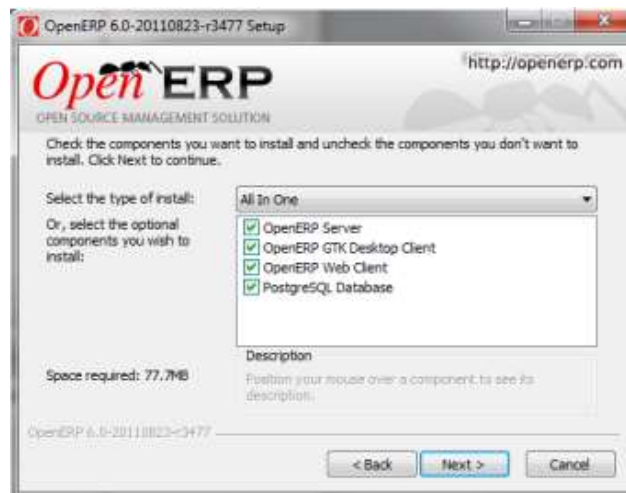 OpenERP 6.0-20110823-r3477 Setup
Open ERP
http://openerp.com
OPEN SOURCE MANAGEMENT SOLUTION
Check the components you want to install and uncheck the components you don't want to
install. Click Next to continue.
Select the type of install:
All In One
Or, select the optional
components you wish to
install:
OpenERP Server
OpenERP GTK Desktop Client
OpenERP Web Client
PostgreSQL Database
Space required: 77.7MB
Description
Position your mouse over a component to see its
description.
OpenERP 6.0-20110823-r3477
< Back
Next >
Cancel